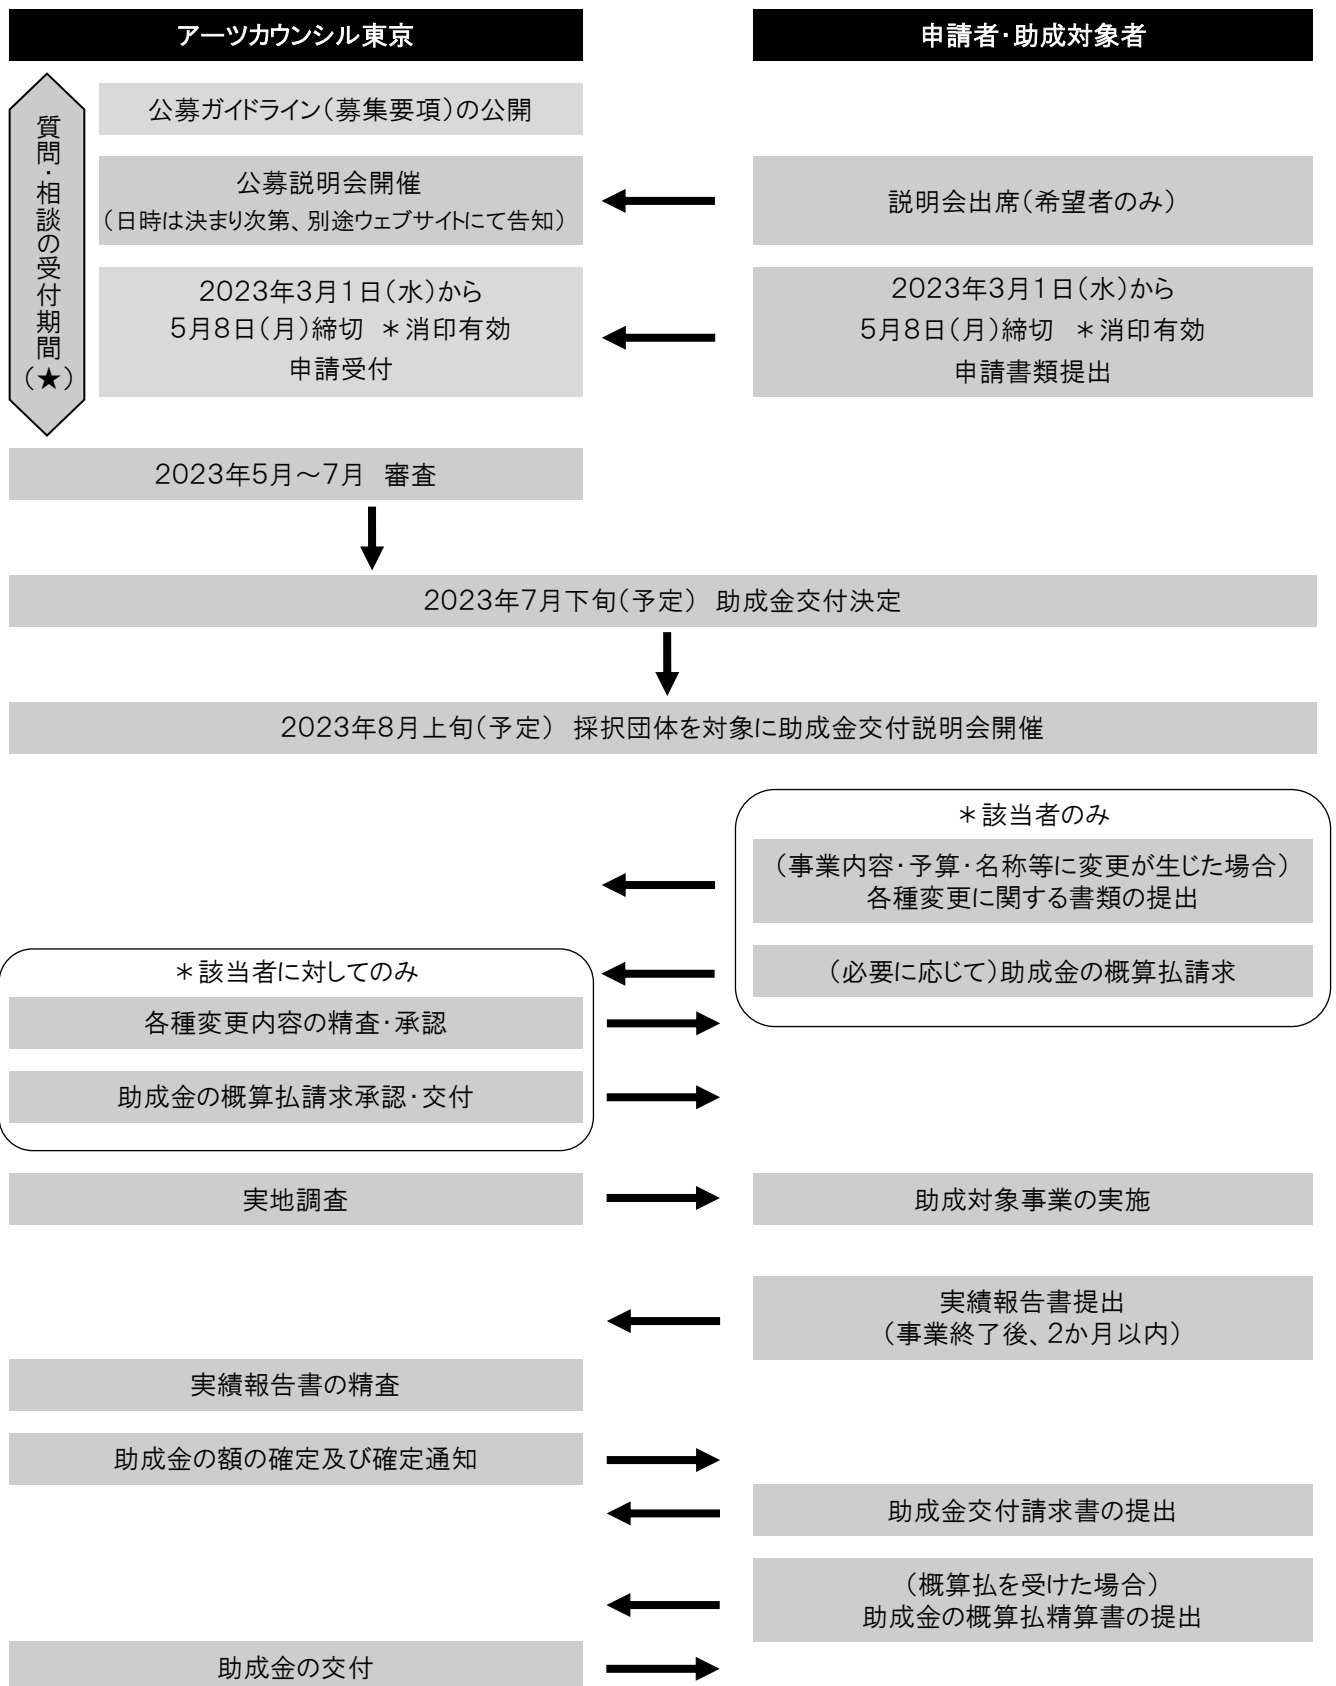 アーツカウンシル東京
申請者・助成対象者
質問・相談の受付期間(★)
公募ガイドライン(募集要項)の公開
公募説明会開催
(日時は決まり次第、別途ウェブサイトにて告知)
説明会出席(希望者のみ)
2023年3月1日(水)から
5月8日(月)締切 *消印有効
申請受付
2023年3月1日(水)から
5月8日(月)締切 *消印有効
申請書類提出
2023年5月~7月 審査
2023年7月下旬(予定) 助成金交付決定
2023年8月上旬(予定) 採択団体を対象に助成金交付説明会開催
*該当者のみ
(事業内容・予算・名称等に変更が生じた場合)
各種変更に関する書類の提出
(必要に応じて)助成金の概算払請求
*該当者に対してのみ
各種変更内容の精査・承認
助成金の概算払請求承認・交付
実地調査
助成対象事業の実施
実績報告書提出
(事業終了後、2か月以内)
実績報告書の精査
助成金の額の確定及び確定通知
助成金交付請求書の提出
(概算払を受けた場合)
助成金の概算払精算書の提出
助成金の交付